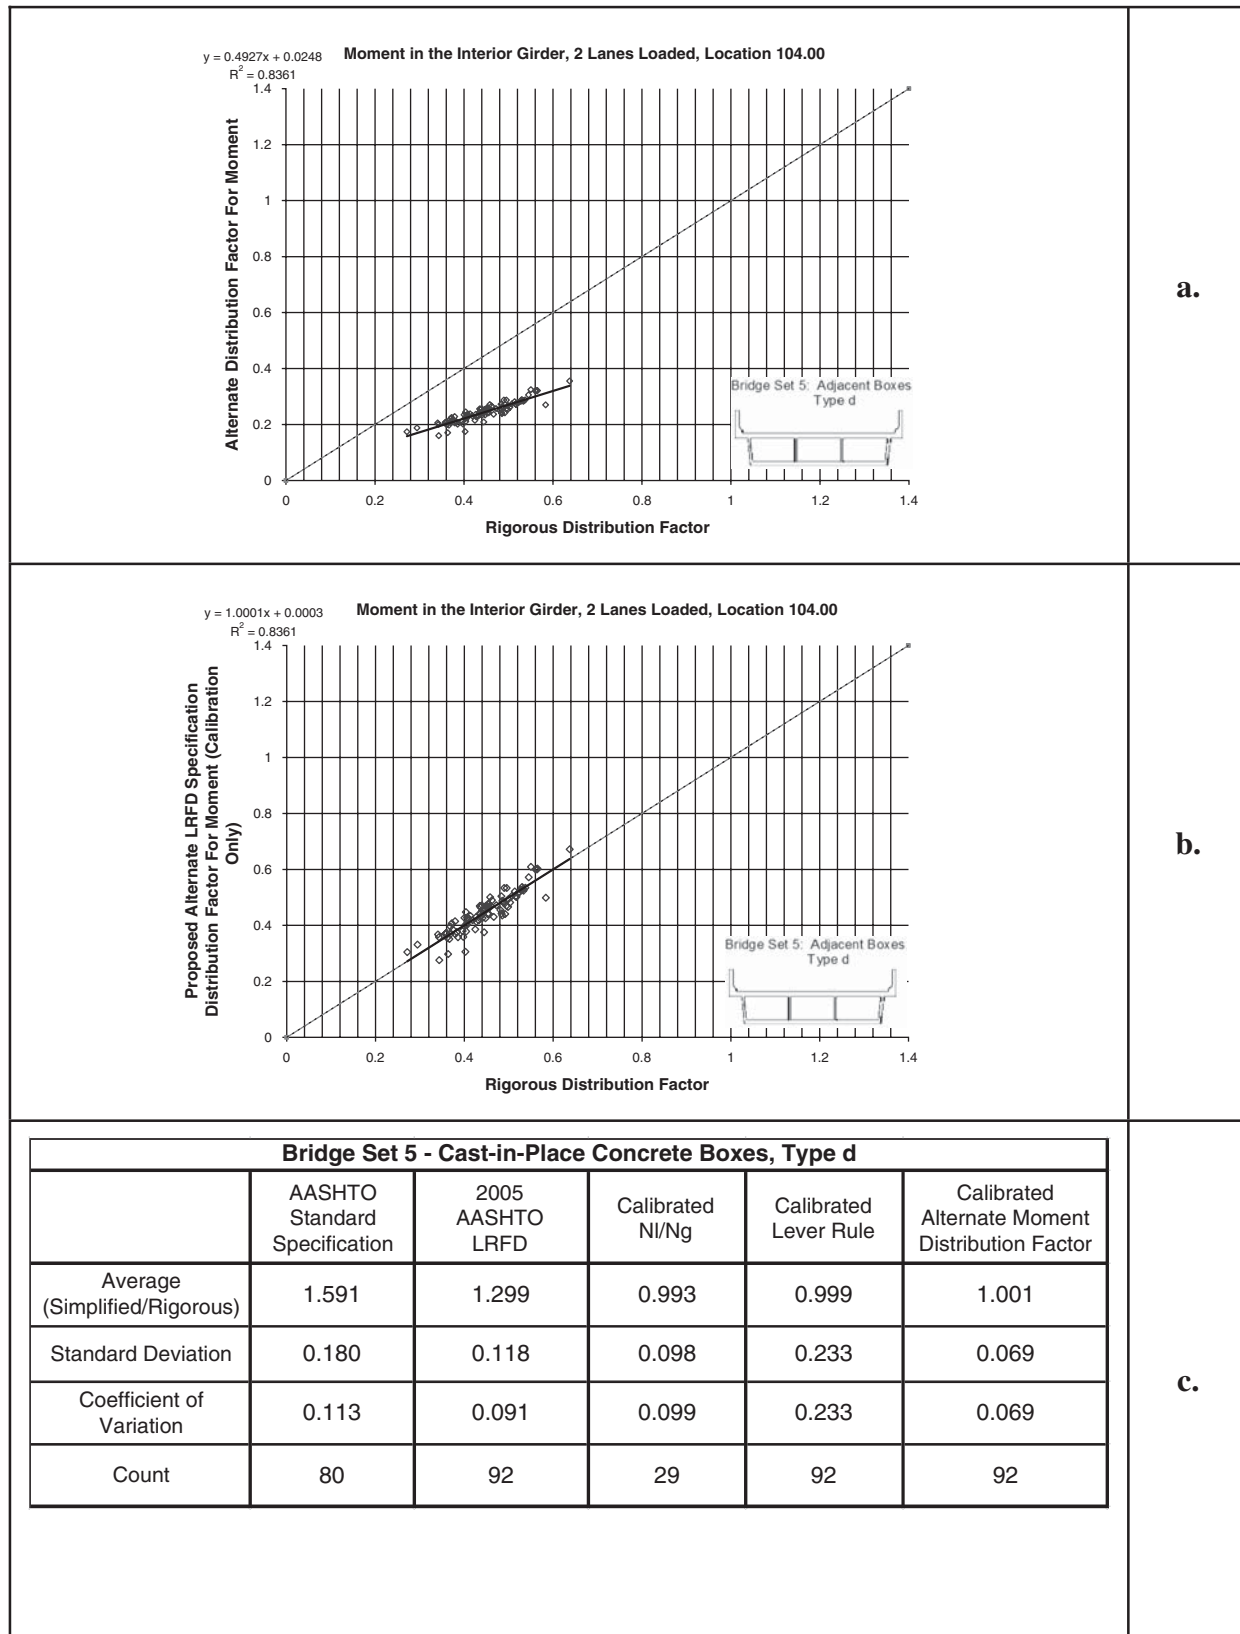 y = 0.4927x + 0.0248
R² = 0.8361
Moment in the Interior Girder, 2 Lanes Loaded, Location 104.00
Alternate Distribution Factor For Moment
1.4
1.2
1
0.8
0.6
0.4
0.2
0
0 0.2 0.4 0.6 0.8 1 1.2 1.4
Rigorous Distribution Factor
Bridge Set 5: Adjacent Boxes
Type d
a.
y = 1.0001x + 0.0003
R² = 0.8361
Moment in the Interior Girder, 2 Lanes Loaded, Location 104.00
Proposed Alternate LRFD Specification
Distribution Factor For Moment (Calibration
Only)
1.4
1.2
1
0.8
0.6
0.4
0.2
0
0 0.2 0.4 0.6 0.8 1 1.2 1.4
Rigorous Distribution Factor
Bridge Set 5: Adjacent Boxes
Type d
b.
Bridge Set 5 - Cast-in-Place Concrete Boxes, Type d
AASHTO
Standard
Specification
2005
AASHTO
LRFD
Calibrated
Nl/Ng
Calibrated
Lever Rule
Calibrated
Alternate Moment
Distribution Factor
Average
(Simplified/Rigorous)
1.591 1.299 0.993 0.999 1.001
Standard Deviation 0.180 0.118 0.098 0.233 0.069
Coefficient of
Variation
0.113 0.091 0.099 0.233 0.069
Count 80 92 29 92 92
c.